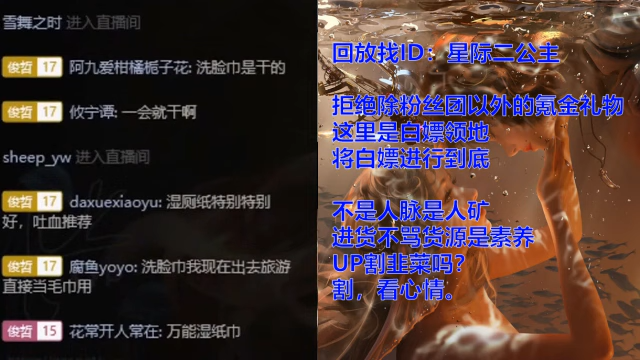 雪舞之时 进入直播间
俊哲 17 阿九爱柑橘栀子花: 洗脸巾是干的
俊哲 17 攸宁谭: 一会就干啊
sheep_yw 进入直播间
俊哲 17 daxuexiaoyu: 湿厕纸特别特别
好，吐血推荐
俊哲 17 腐鱼yoyo: 洗脸巾我现在出去旅游
直接当毛巾用
俊哲 15 花常开人常在: 万能湿纸巾
回放找ID：星际二公主
拒绝除粉丝团以外的氪金礼物
这里是白嫖领地
将白嫖进行到底
不是人脉是人矿
进货不骂货源是素养
UP割韭菜吗？
割，看心情。